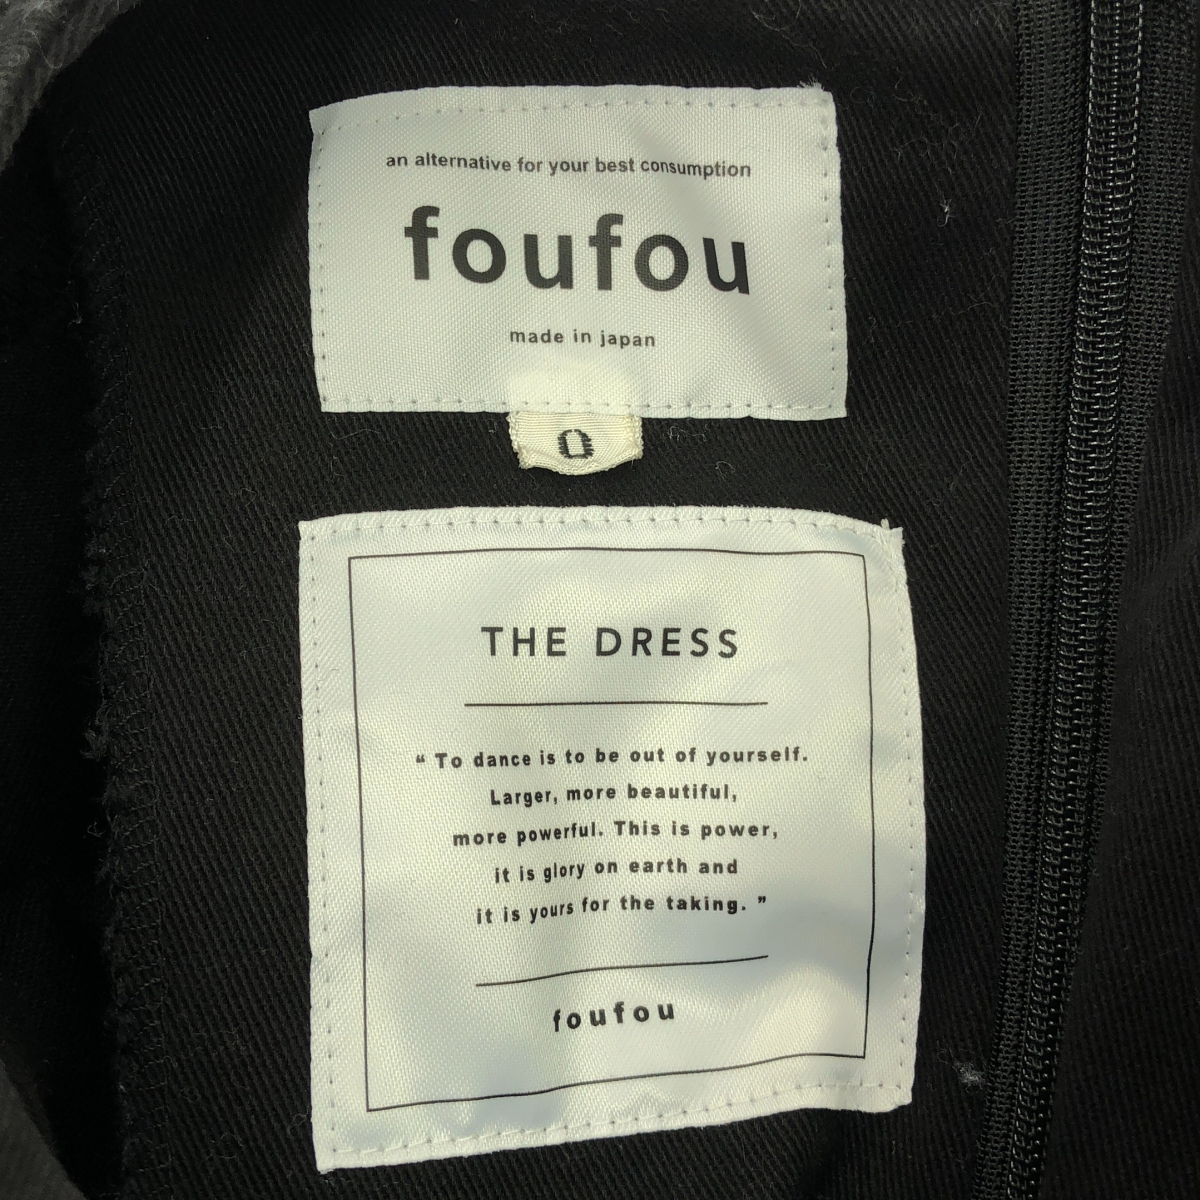 an alternative for your best consumption
foufou
made in japan
0
THE DRESS
“ To dance is to be out of yourself.
Larger, more beautiful,
more powerful. This is power,
it is glory on earth and
it is yours for the taking. ”
foufou